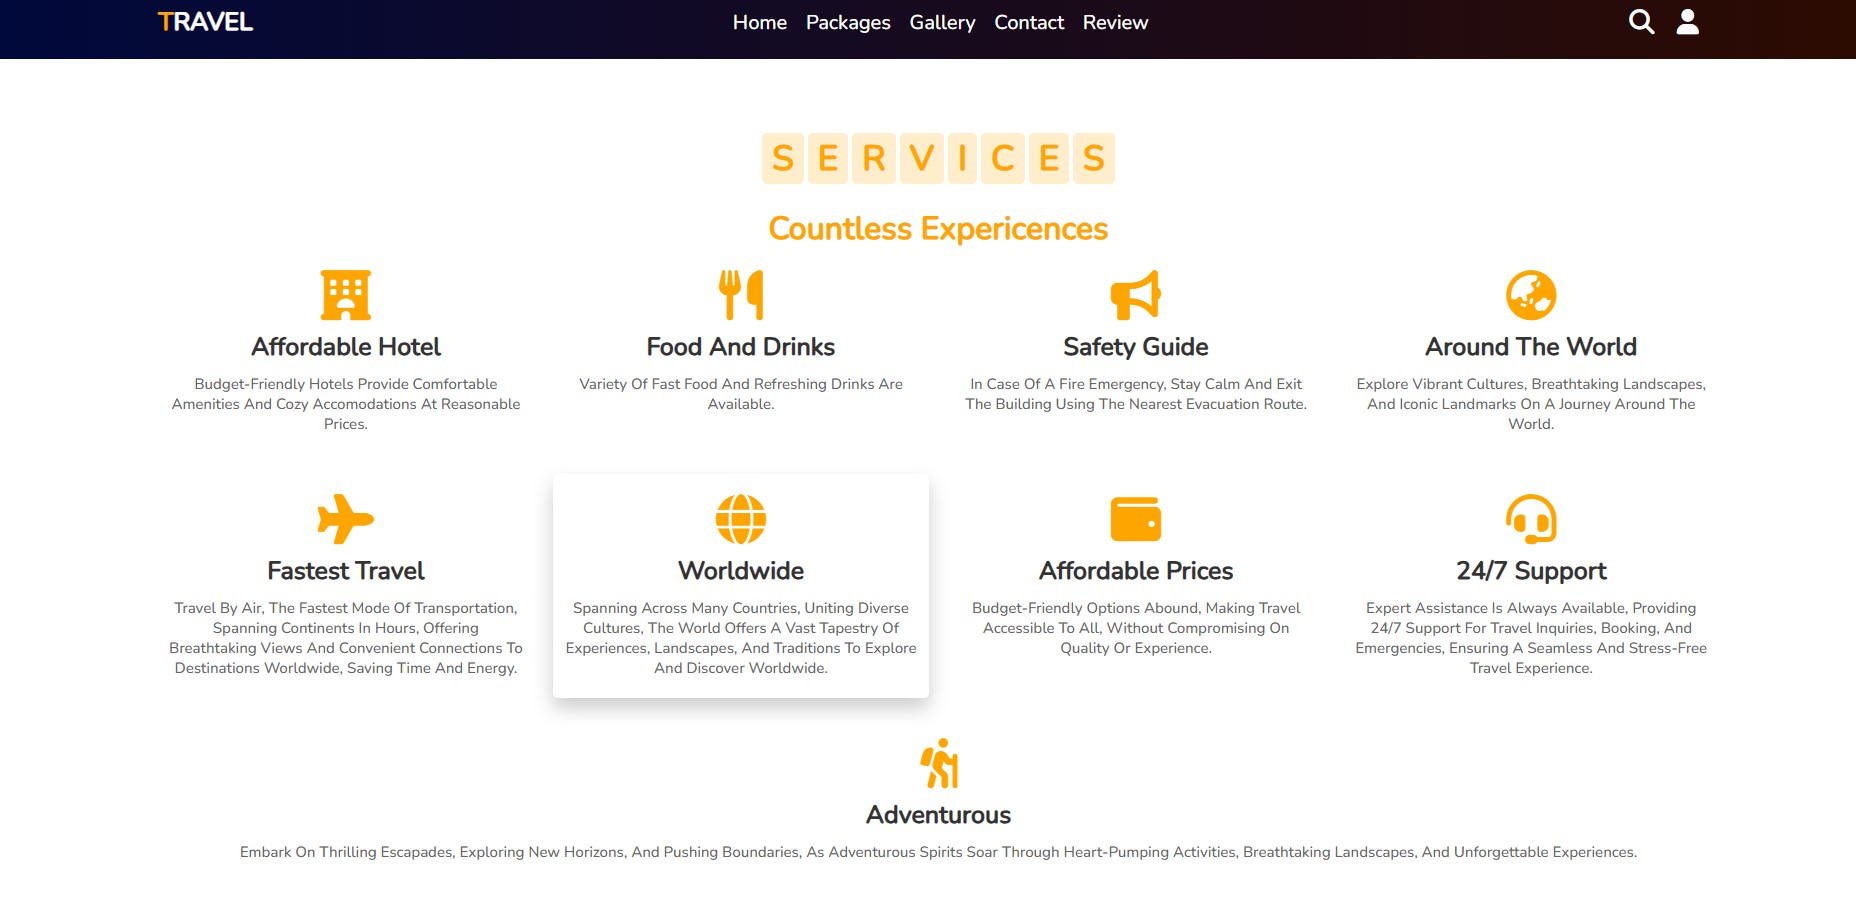 TRAVEL
Home Packages Gallery Contact Review
SERVICES
Countless Expericences
Affordable Hotel
Budget-Friendly Hotels Provide Comfortable
Amenities And Cozy Accomodations At Reasonable
Prices.
Food And Drinks
Variety Of Fast Food And Refreshing Drinks Are
Available.
Safety Guide
In Case Of A Fire Emergency, Stay Calm And Exit
The Building Using The Nearest Evacuation Route.
Around The World
Explore Vibrant Cultures, Breathtaking Landscapes,
And Iconic Landmarks On A Journey Around The
World.
Fastest Travel
Travel By Air, The Fastest Mode Of Transportation,
Spanning Continents In Hours, Offering
Breathtaking Views And Convenient Connections To
Destinations Worldwide, Saving Time And Energy.
Worldwide
Spanning Across Many Countries, Uniting Diverse
Cultures, The World Offers A Vast Tapestry Of
Experiences, Landscapes, And Traditions To Explore
And Discover Worldwide.
Affordable Prices
Budget-Friendly Options Abound, Making Travel
Accessible To All, Without Compromising On
Quality Or Experience.
24/7 Support
Expert Assistance Is Always Available, Providing
24/7 Support For Travel Inquiries, Booking, And
Emergencies, Ensuring A Seamless And Stress-Free
Travel Experience.
Adventurous
Embark On Thrilling Escapades, Exploring New Horizons, And Pushing Boundaries, As Adventurous Spirits Soar Through Heart-Pumping Activities, Breathtaking Landscapes, And Unforgettable Experiences.